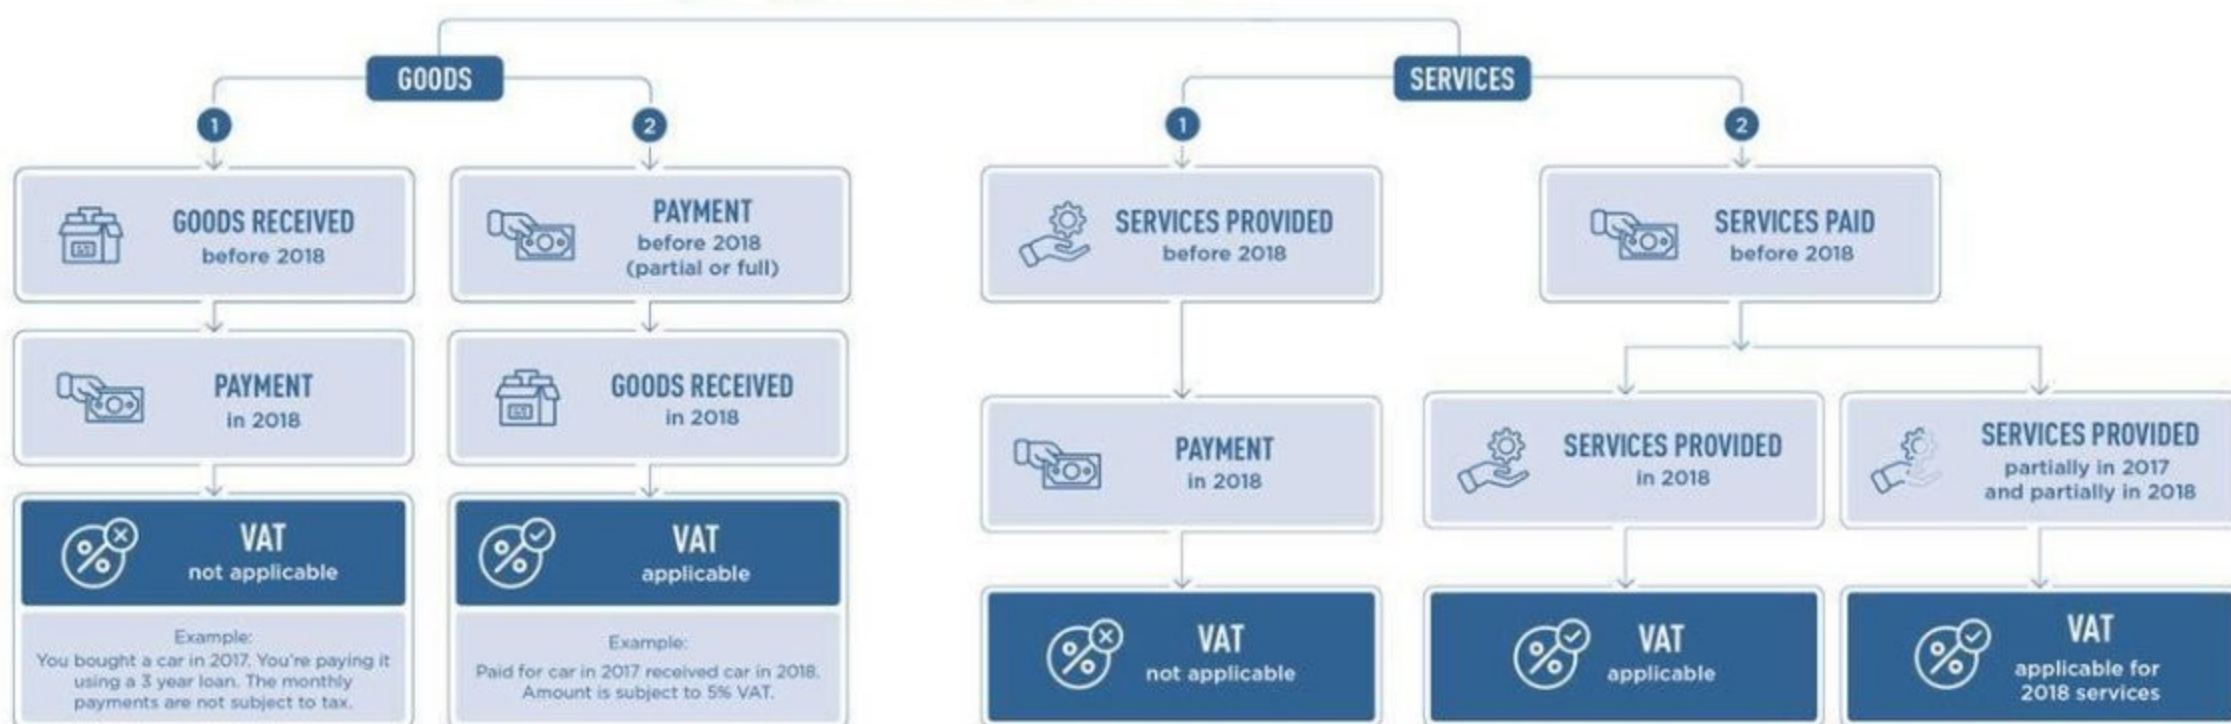 GOODS
1
GOODS RECEIVED
before 2018
PAYMENT
in 2018
VAT
not applicable
Example:
You bought a car in 2017. You're paying it
using a 3 year loan. The monthly
payments are not subject to tax.
2
PAYMENT
before 2018
(partial or full)
GOODS RECEIVED
in 2018
VAT
applicable
Example:
Paid for car in 2017 received car in 2018.
Amount is subject to 5% VAT.
SERVICES
1
SERVICES PROVIDED
before 2018
PAYMENT
in 2018
VAT
not applicable
2
SERVICES PAID
before 2018
SERVICES PROVIDED
in 2018
VAT
applicable
SERVICES PROVIDED
partially in 2017
and partially in 2018
VAT
applicable for
2018 services